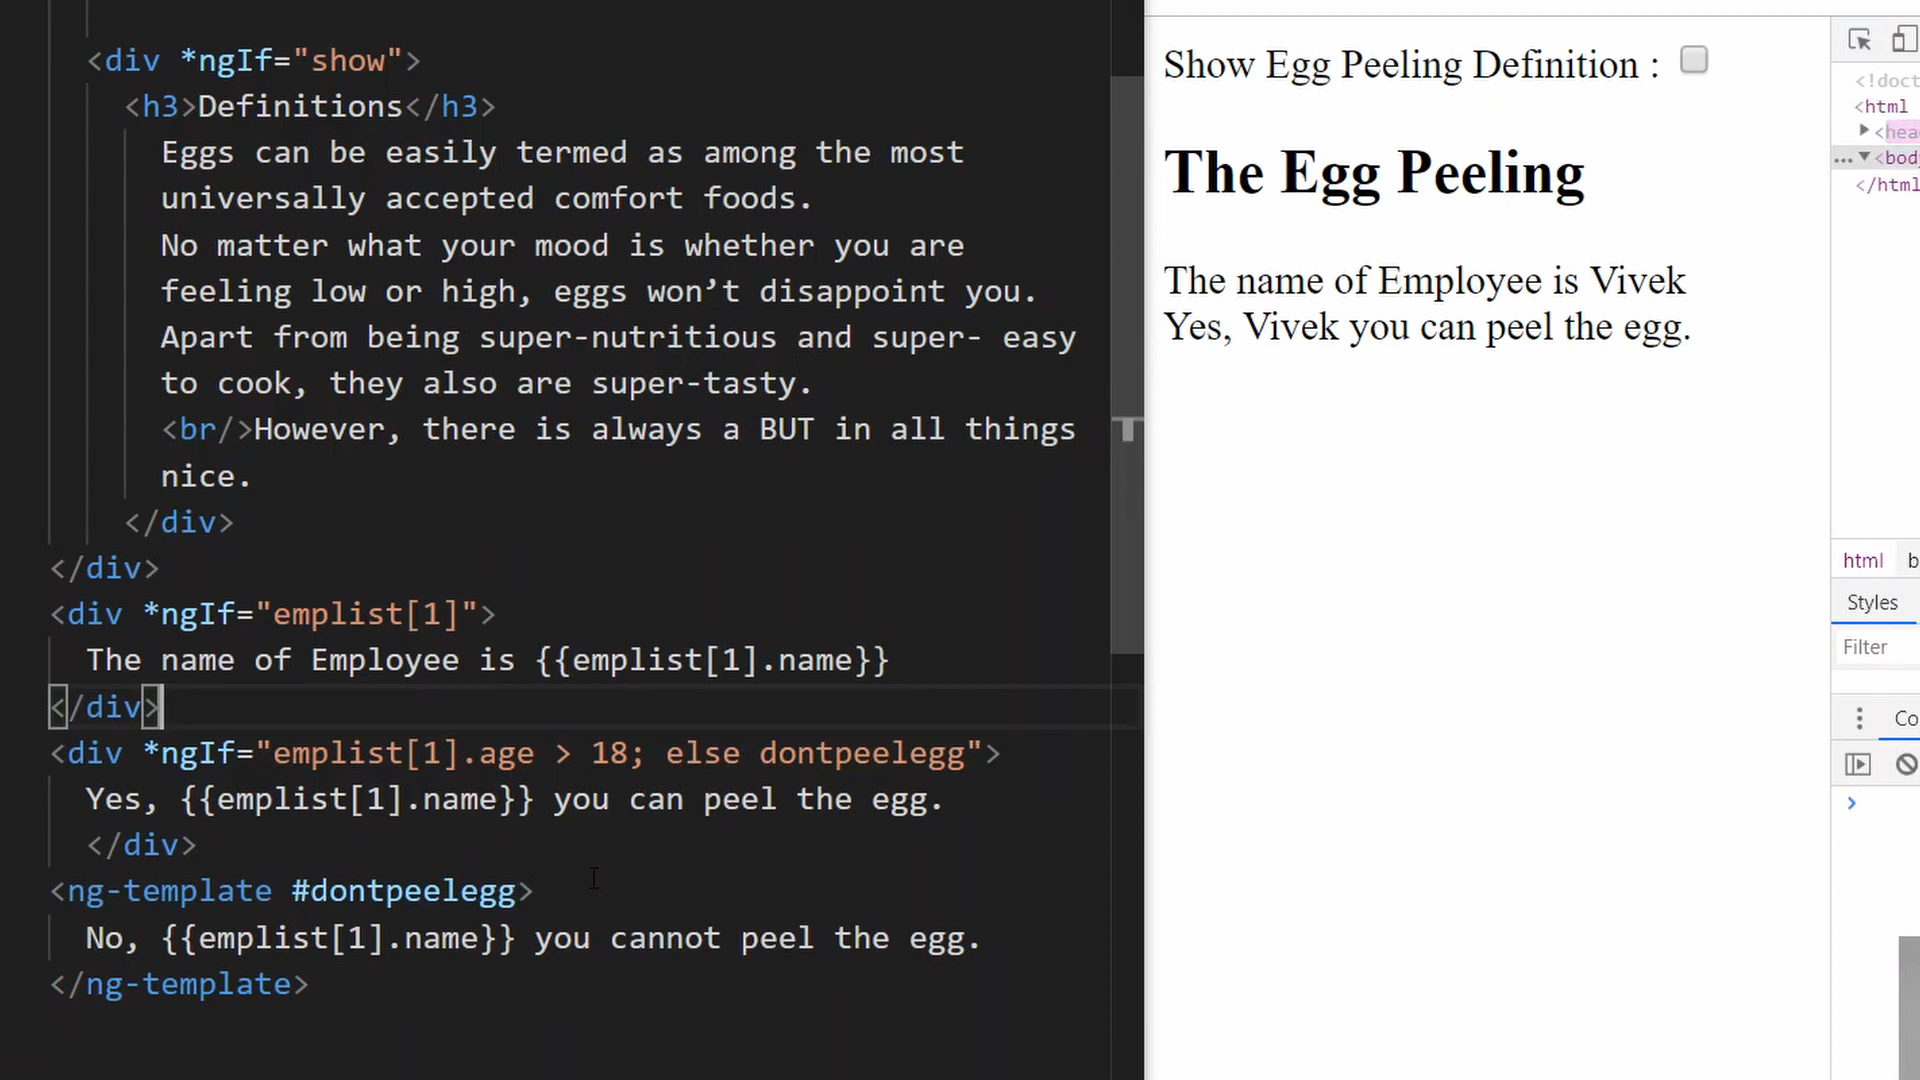 <div *ngIf="show">
<h3>Definitions</h3>
Eggs can be easily termed as among the most
universally accepted comfort foods.
No matter what your mood is whether you are
feeling low or high, eggs won’t disappoint you.
Apart from being super-nutritious and super- easy
to cook, they also are super-tasty.
<br/>However, there is always a BUT in all things
nice.
</div>
</div>
<div *ngIf="emplist[1]">
The name of Employee is {{emplist[1].name}}
</div>
<div *ngIf="emplist[1].age > 18; else dontpeelegg">
Yes, {{emplist[1].name}} you can peel the egg.
</div>
<ng-template #dontpeelegg>
No, {{emplist[1].name}} you cannot peel the egg.
</ng-template>
Show Egg Peeling Definition :
The Egg Peeling
The name of Employee is Vivek
Yes, Vivek you can peel the egg.
<!doct
<html
<hea
... <bod
</html
html b
Styles
Filter
Co